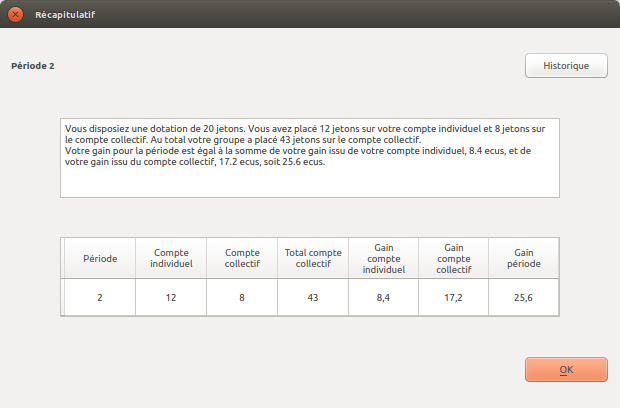 Récapitulatif
Période 2
Historique
Vous disposiez une dotation de 20 jetons. Vous avez placé 12 jetons sur votre compte individuel et 8 jetons sur
le compte collectif. Au total votre groupe a placé 43 jetons sur le compte collectif.
Votre gain pour la période est égal à la somme de votre gain issu de votre compte individuel, 8.4 ecus, et de
votre gain issu du compte collectif, 17.2 ecus, soit 25.6 ecus.
Période
Compte
individuel
Compte
collectif
Total compte
collectif
Gain
compte
individuel
Gain
compte
collectif
Gain
période
2 12 8 43 8,4 17,2 25,6
OK